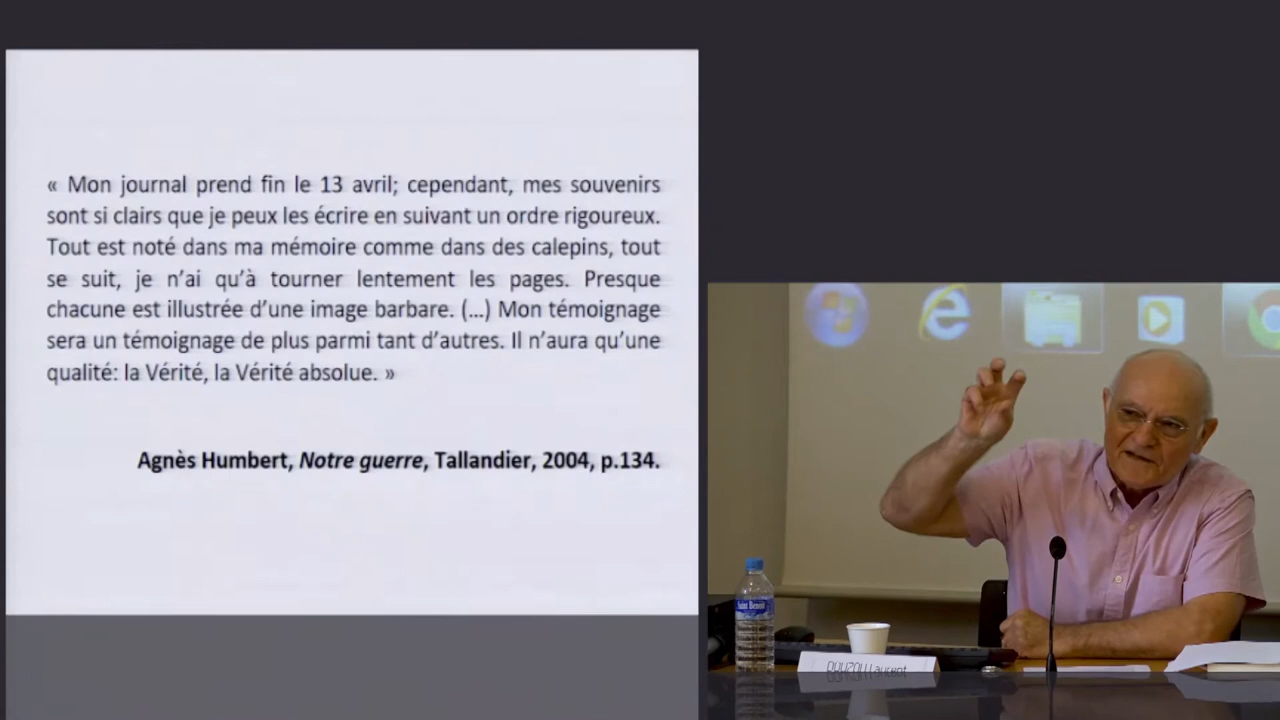 « Mon journal prend fin le 13 avril; cependant, mes souvenirs
sont si clairs que je peux les écrire en suivant un ordre rigoureux.
Tout est noté dans ma mémoire comme dans des calepins, tout
se suit, je n’ai qu’à tourner lentement les pages. Presque
chacune est illustrée d’une image barbare. (…) Mon témoignage
sera un témoignage de plus parmi tant d’autres. Il n’aura qu’une
qualité: la Vérité, la Vérité absolue. »
Agnès Humbert, Notre guerre, Tallandier, 2004, p.134.
Saint Benoit